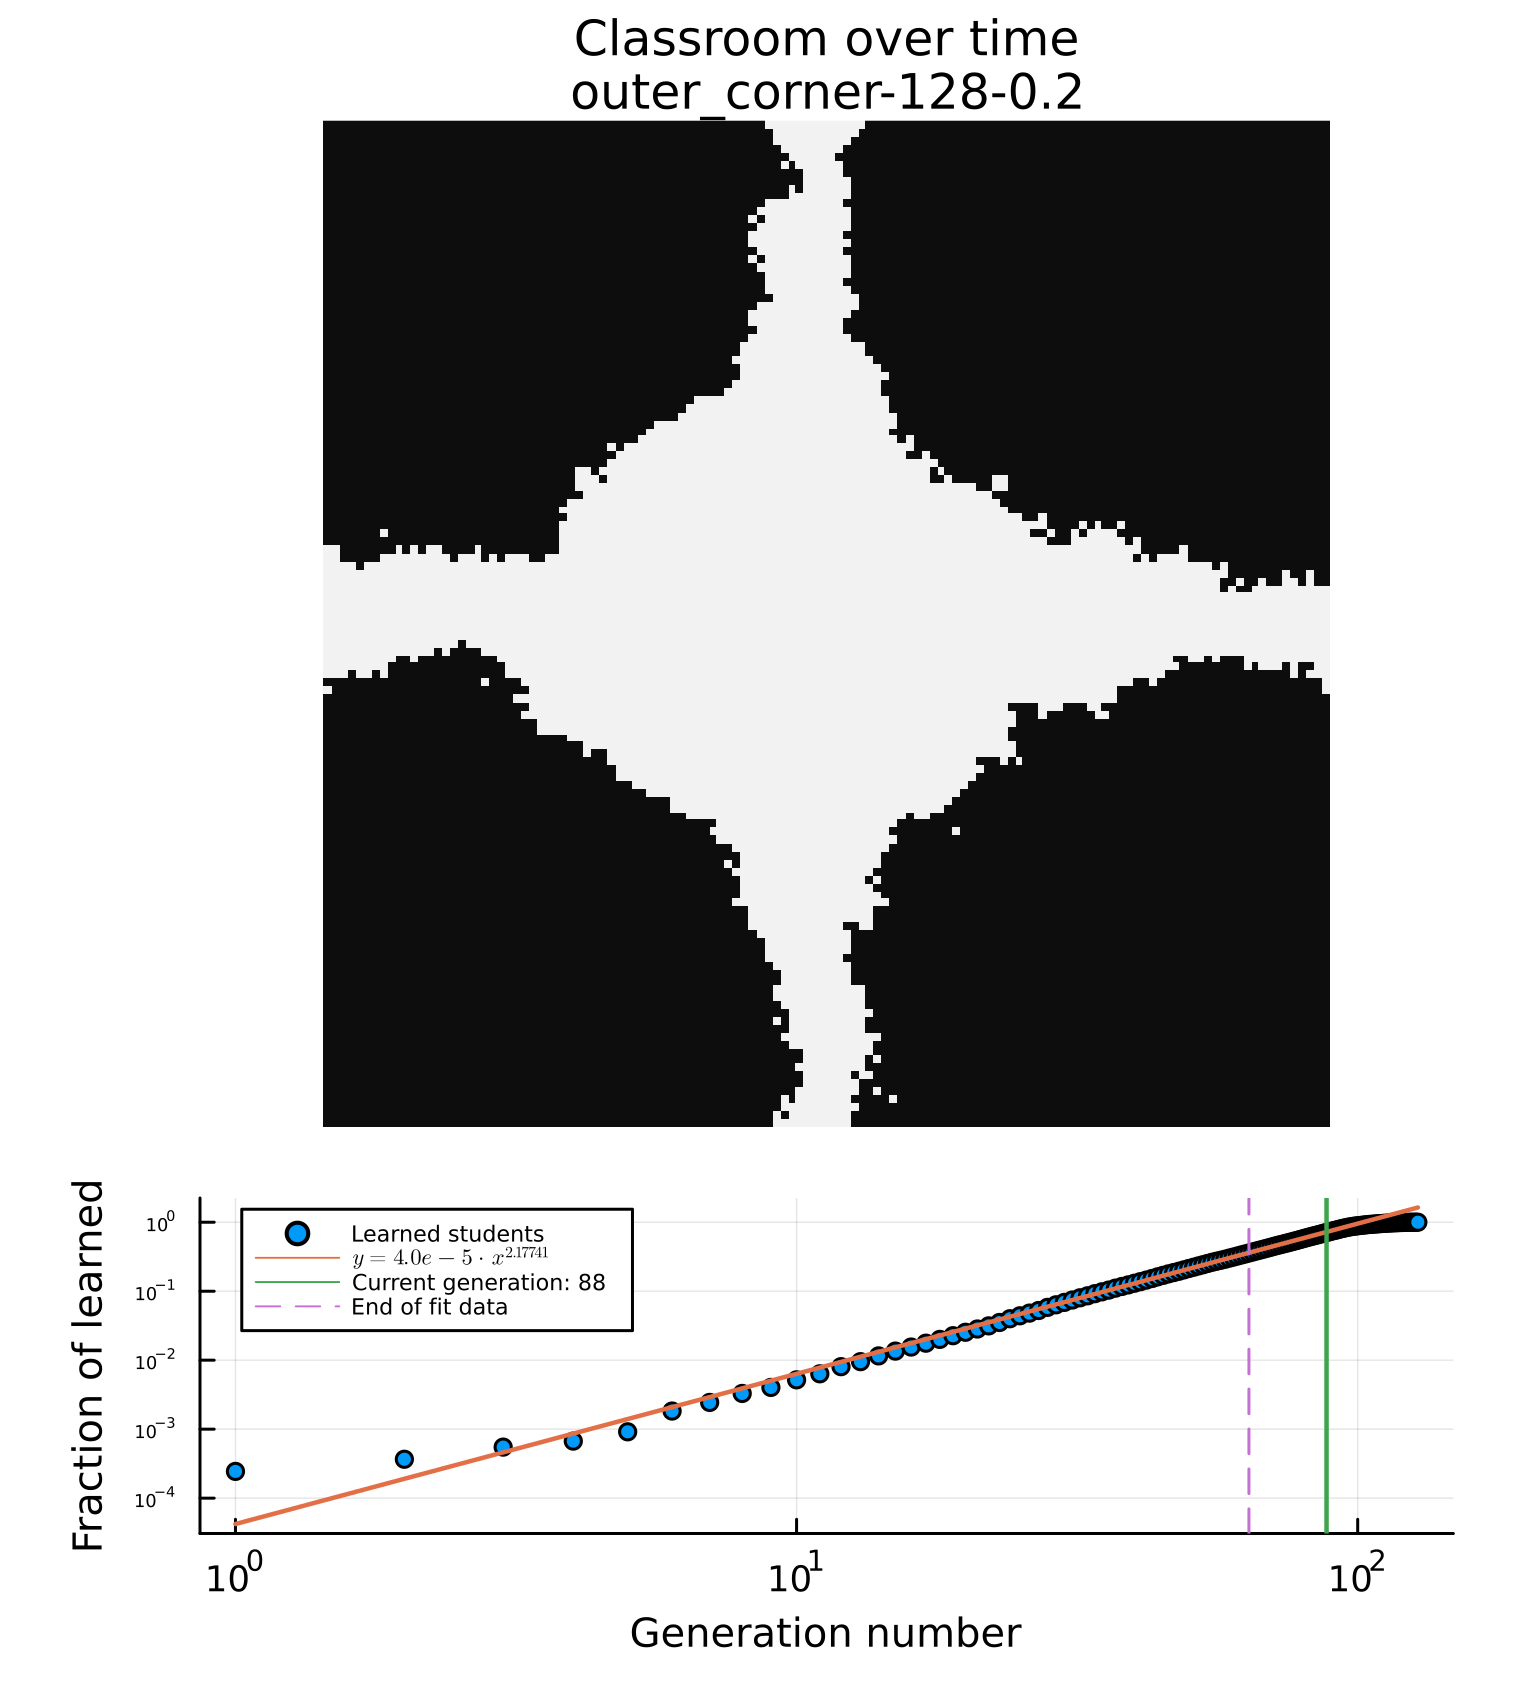 Classroom over time
outer_corner-128-0.2
Fraction of learned
10^0
10^-1
10^-2
10^-3
10^-4
Learned students
y = 4.0e − 5 · x^2.17741
Current generation: 88
End of fit data
10^0 10^1 10^2
Generation number